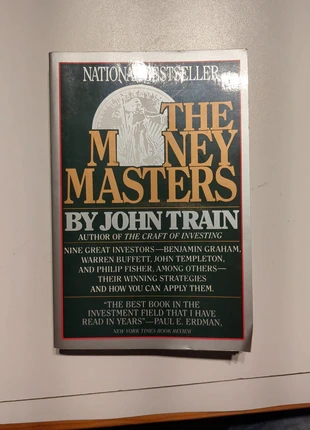 NATIONAL BESTSELLER
THE
MONEY
MASTERS
BY JOHN TRAIN
AUTHOR OF THE CRAFT OF INVESTING
NINE GREAT INVESTORS—BENJAMIN GRAHAM,
WARREN BUFFETT, JOHN TEMPLETON,
AND PHILIP FISHER, AMONG OTHERS—
THEIR WINNING STRATEGIES
AND HOW YOU CAN APPLY THEM.
"THE BEST BOOK IN THE
INVESTMENT FIELD THAT I HAVE
READ IN YEARS"—PAUL E. ERDMAN,
NEW YORK TIMES BOOK REVIEW